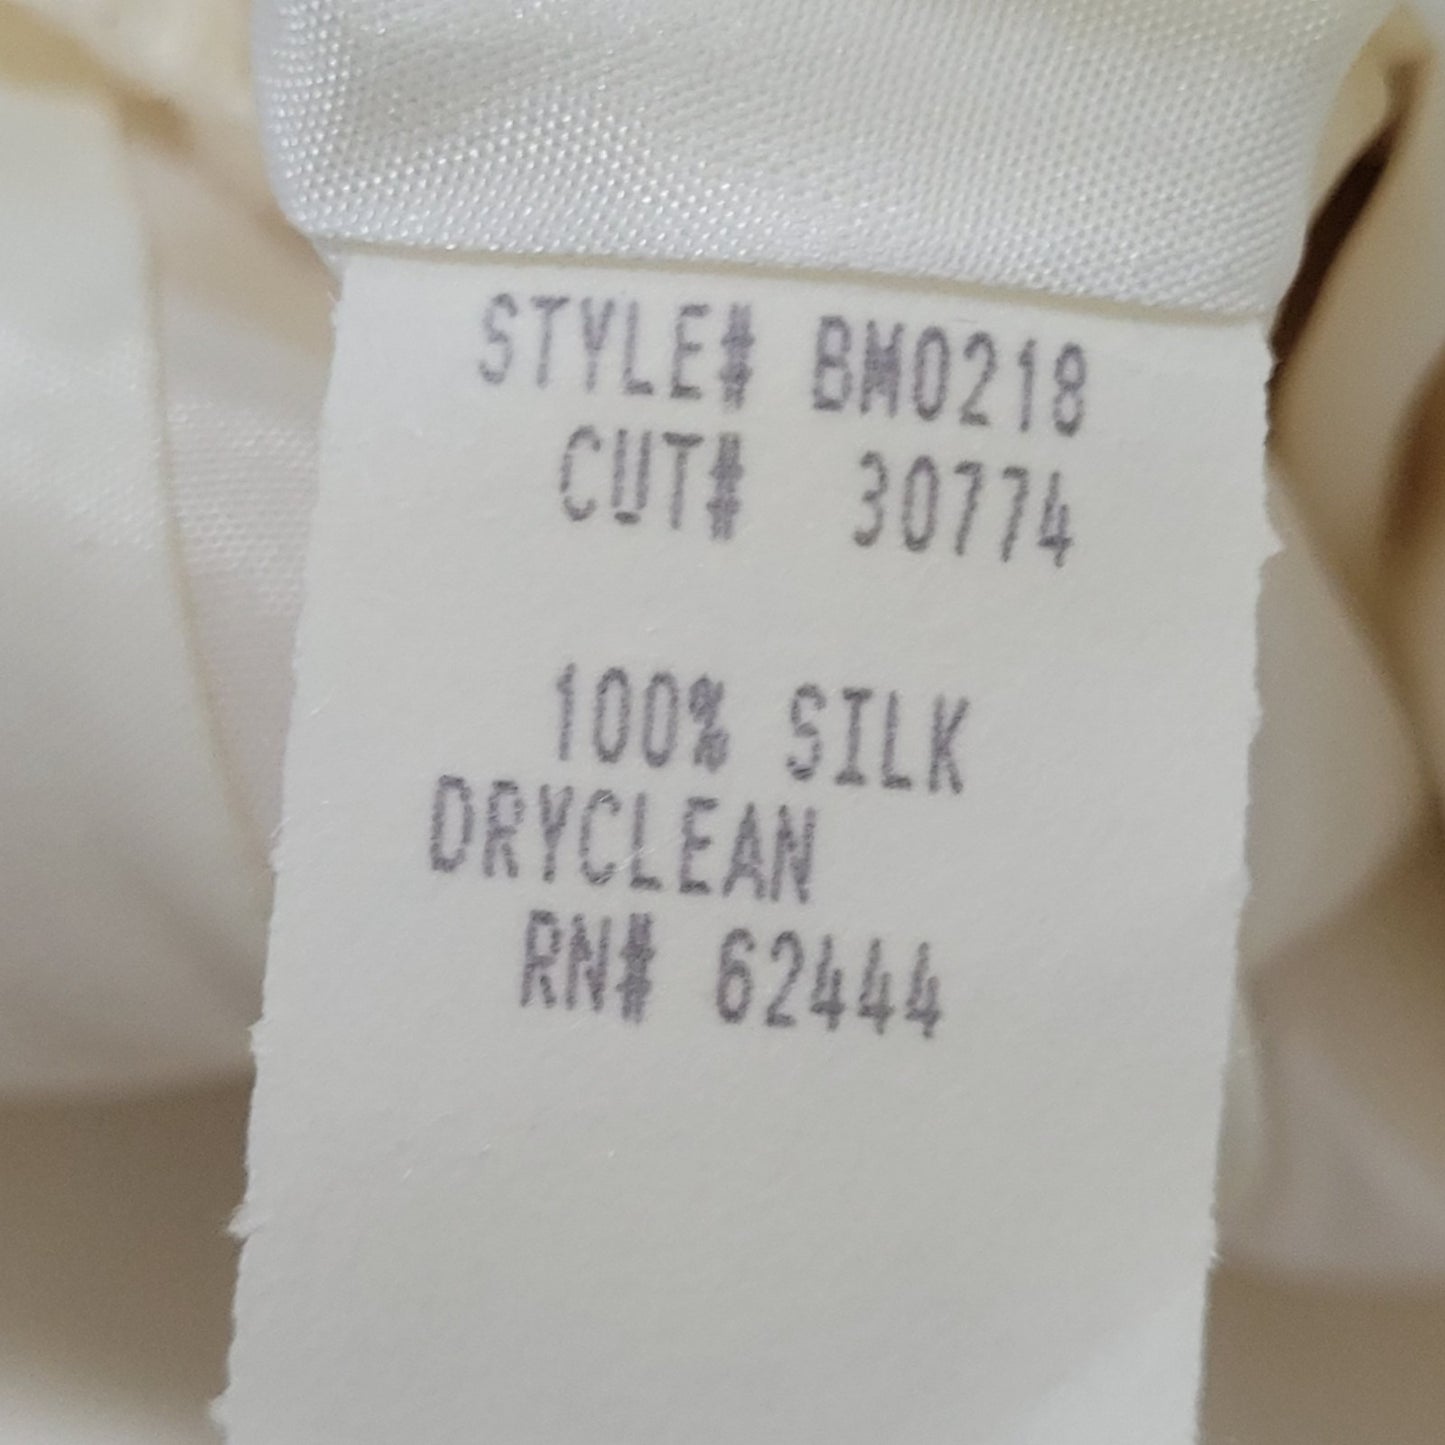 STYLE# BM0218
CUT# 30774
100% SILK
DRYCLEAN
RN# 62444